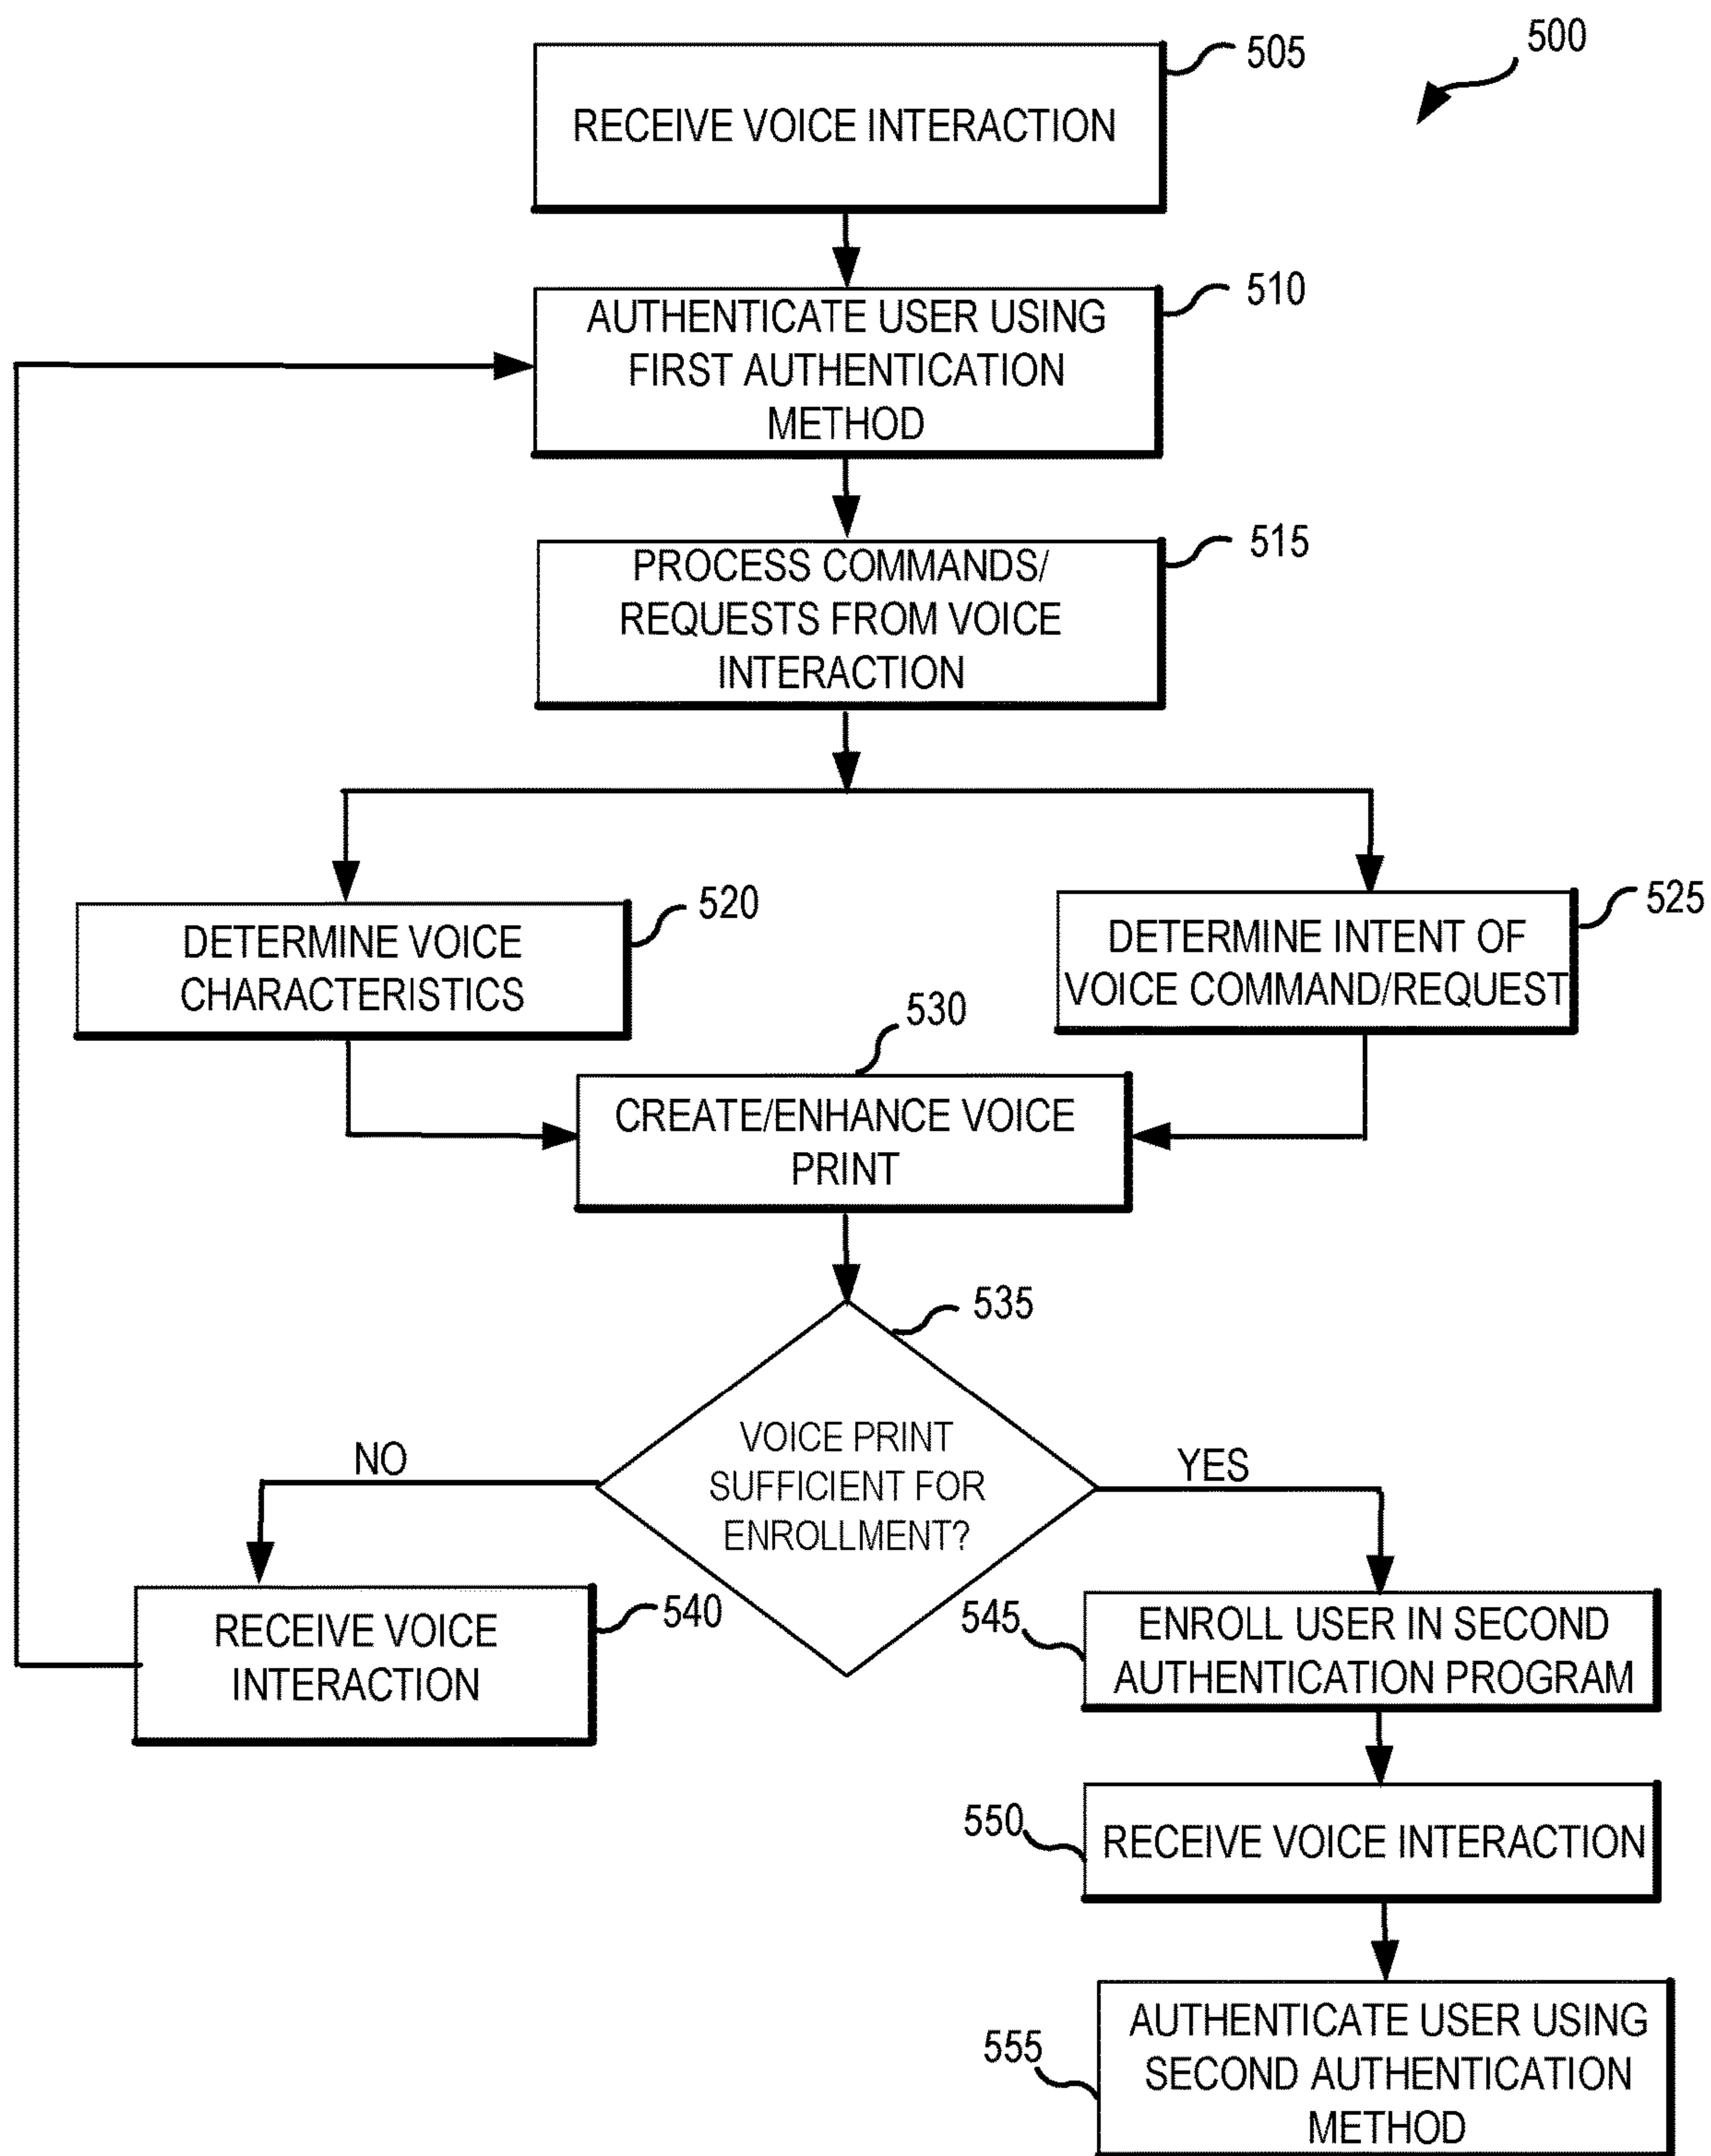 500
505
RECEIVE VOICE INTERACTION
510
AUTHENTICATE USER USING
FIRST AUTHENTICATION
METHOD
515
PROCESS COMMANDS/
REQUESTS FROM VOICE
INTERACTION
520
DETERMINE VOICE
CHARACTERISTICS
525
DETERMINE INTENT OF
VOICE COMMAND/REQUEST
530
CREATE/ENHANCE VOICE
PRINT
535
VOICE PRINT
SUFFICIENT FOR
ENROLLMENT?
NO
YES
540
RECEIVE VOICE
INTERACTION
545
ENROLL USER IN SECOND
AUTHENTICATION PROGRAM
550
RECEIVE VOICE INTERACTION
555
AUTHENTICATE USER USING
SECOND AUTHENTICATION
METHOD